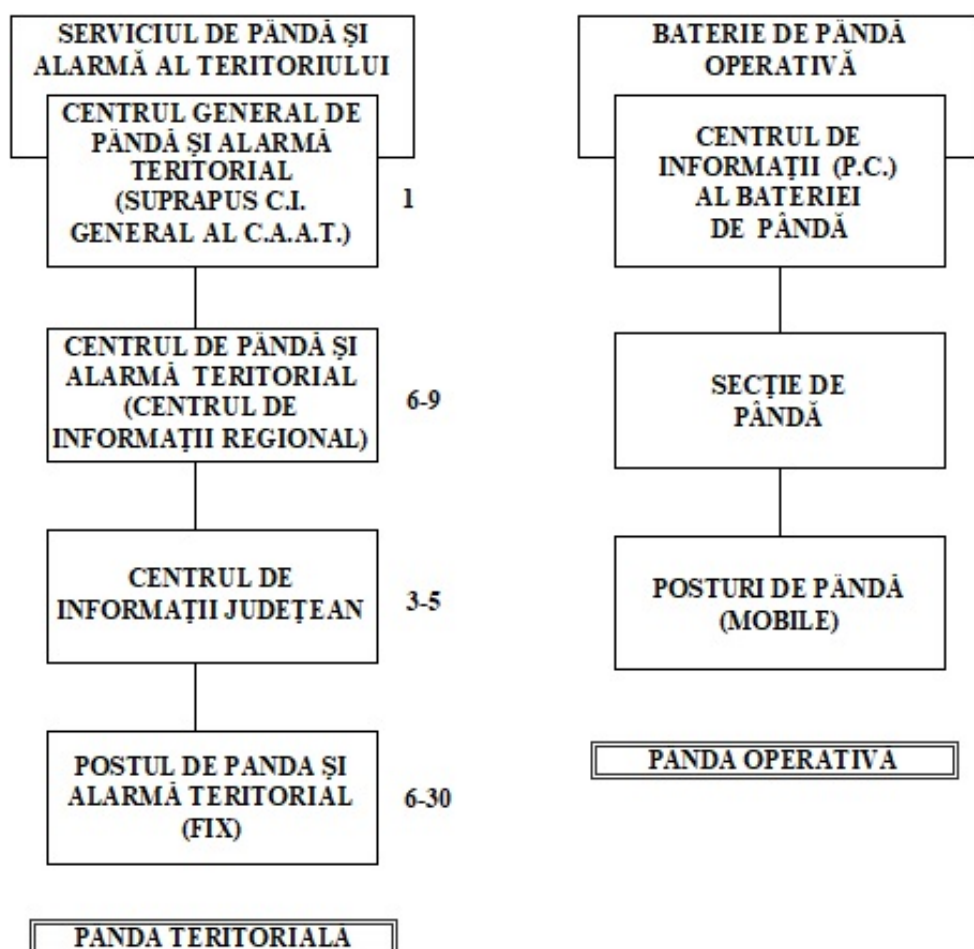 SERVICIUL DE PÂNDĂ ȘI
ALARMĂ AL TERITORIULUI
CENTRUL GENERAL DE
PÂNDĂ ȘI ALARMĂ
TERITORIAL
(SUPRAPUS C.I.
GENERAL AL C.A.A.T.)
1
CENTRUL DE PÂNDĂ ȘI
ALARMĂ TERITORIAL
(CENTRUL DE
INFORMAȚII REGIONAL)
6-9
CENTRUL DE
INFORMAȚII JUDEȚEAN
3-5
POSTUL DE PANDA ȘI
ALARMĂ TERITORIAL
(FIX)
6-30
PÂNDA TERITORIALĂ
BATERIE DE PÂNDĂ
OPERATIVĂ
CENTRUL DE
INFORMAȚII (P.C.)
AL BATERIEI
DE PÂNDĂ
SECȚIE DE
PÂNDĂ
POSTURI DE PÂNDĂ
(MOBILE)
PANDA OPERATIVA